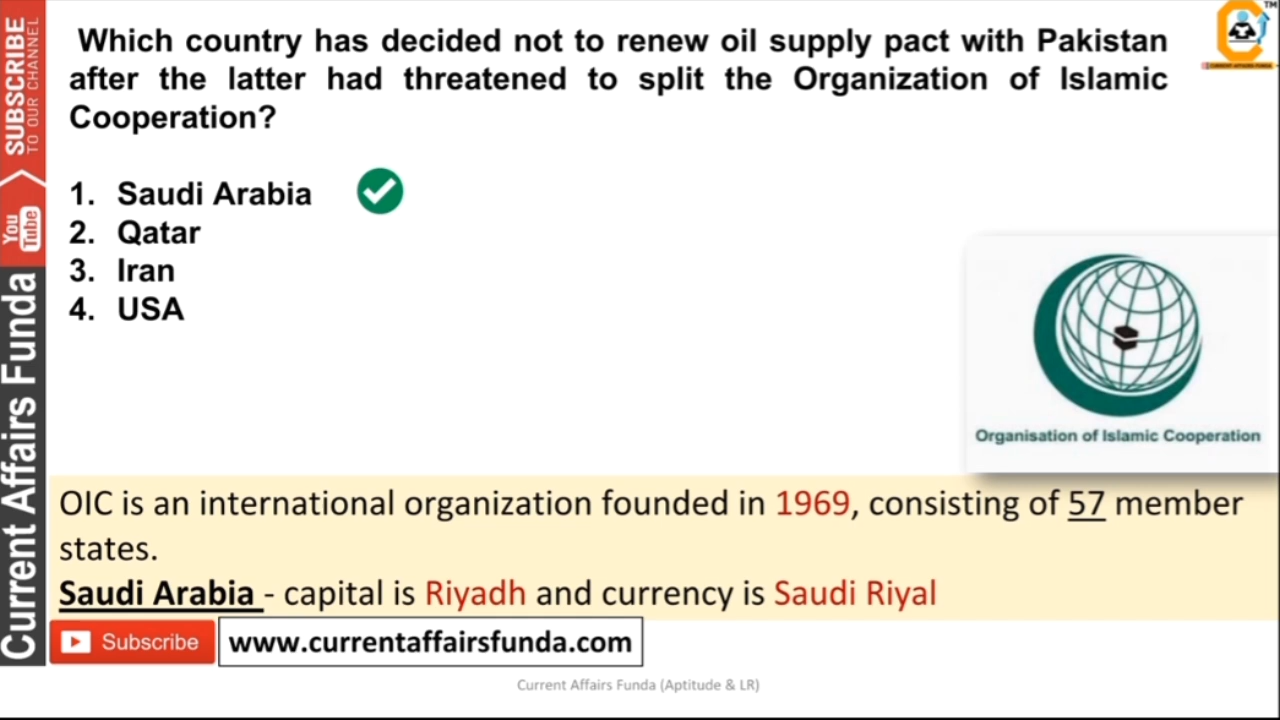 Which country has decided not to renew oil supply pact with Pakistan
after the latter had threatened to split the Organization of Islamic
Cooperation?
1. Saudi Arabia
2. Qatar
3. Iran
4. USA
Organisation of Islamic Cooperation
OIC is an international organization founded in 1969, consisting of 57 member
states.
Saudi Arabia - capital is Riyadh and currency is Saudi Riyal
Subscribe
www.currentaffairsfunda.com
Current Affairs Funda (Aptitude & LR)
SUBSCRIBE
TO OUR CHANNEL
You
Tube
Current Affairs Funda
TM
CURRENT AFFAIRS FUNDA